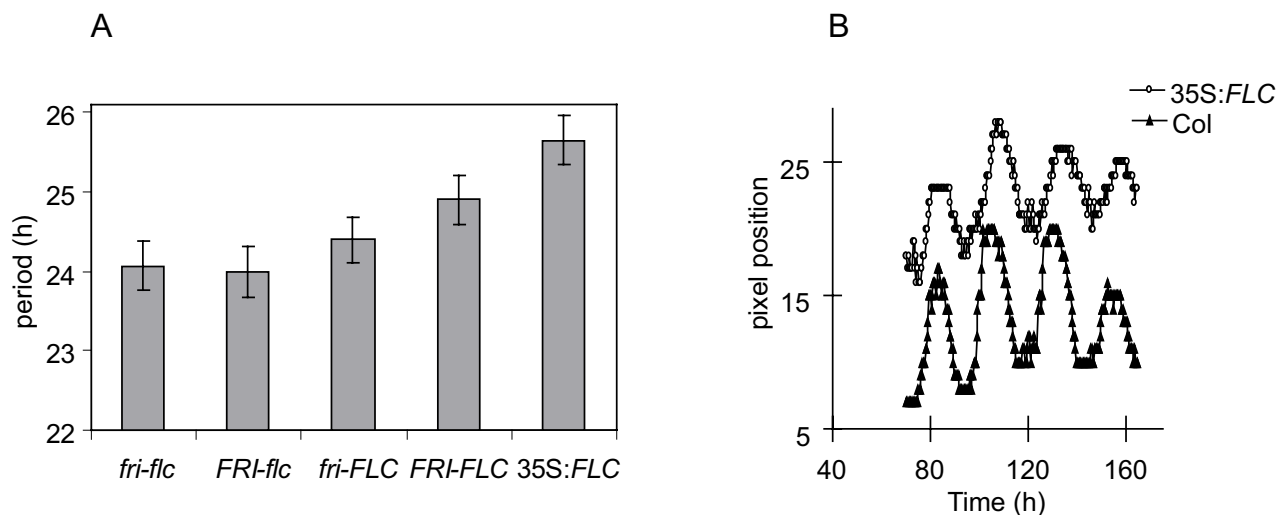 A
period (h)
26
25
24
23
22
fri-flc FRI-flc fri-FLC FRI-FLC 35S:FLC
B
35S:FLC
Col
pixel position
25
15
5
40 80 120 160
Time (h)